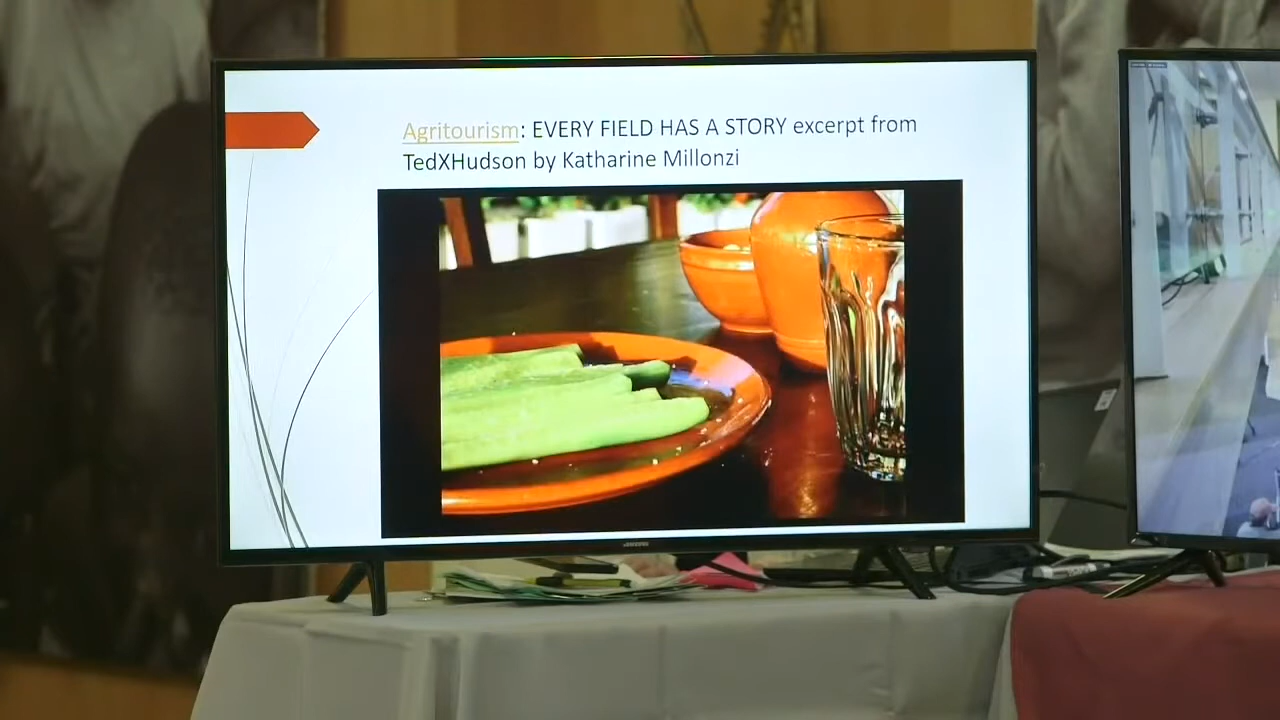 Agritourism: EVERY FIELD HAS A STORY excerpt from
TedXHudson by Katharine Millonzi